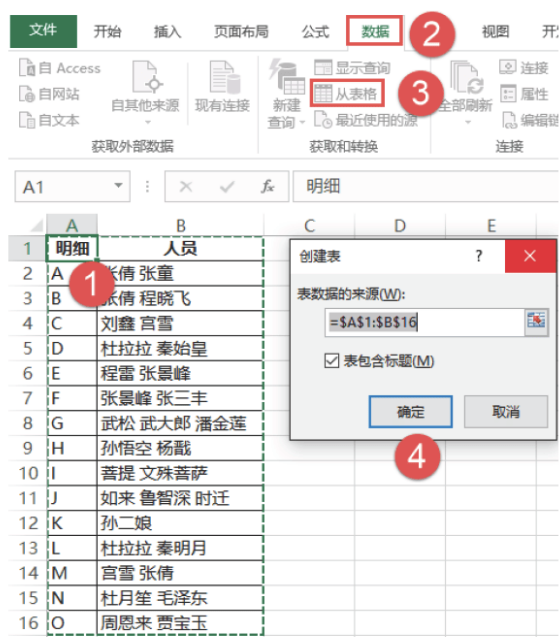 文件 开始 插入 页面布局 公式 数据 视图
2
自 Access
自网站
自文本
自其他来源
现有连接
新建
查询
显示查询
从表格
最近使用的源
3
全部刷新
连接
属性
编辑链
获取外部数据 获取和转换 连接
A1 fx 明细
A B C D E
1 明细 人员
2 A 张倩 张童
3 B 张倩 程晓飞
4 C 刘鑫 宫雪
5 D 杜拉拉 秦始皇
6 E 程雷 张景峰
7 F 张景峰 张三丰
8 G 武松 武大郎 潘金莲
9 H 孙悟空 杨戬
10 I 菩提 文殊菩萨
11 J 如来 鲁智深 时迁
12 K 孙二娘
13 L 杜拉拉 秦明月
14 M 宫雪 张倩
15 N 杜月笙 毛泽东
16 O 周恩来 贾宝玉
1
创建表 ? ×
表数据的来源(W):
=$A$1:$B$16
表包含标题(M)
确定 取消
4